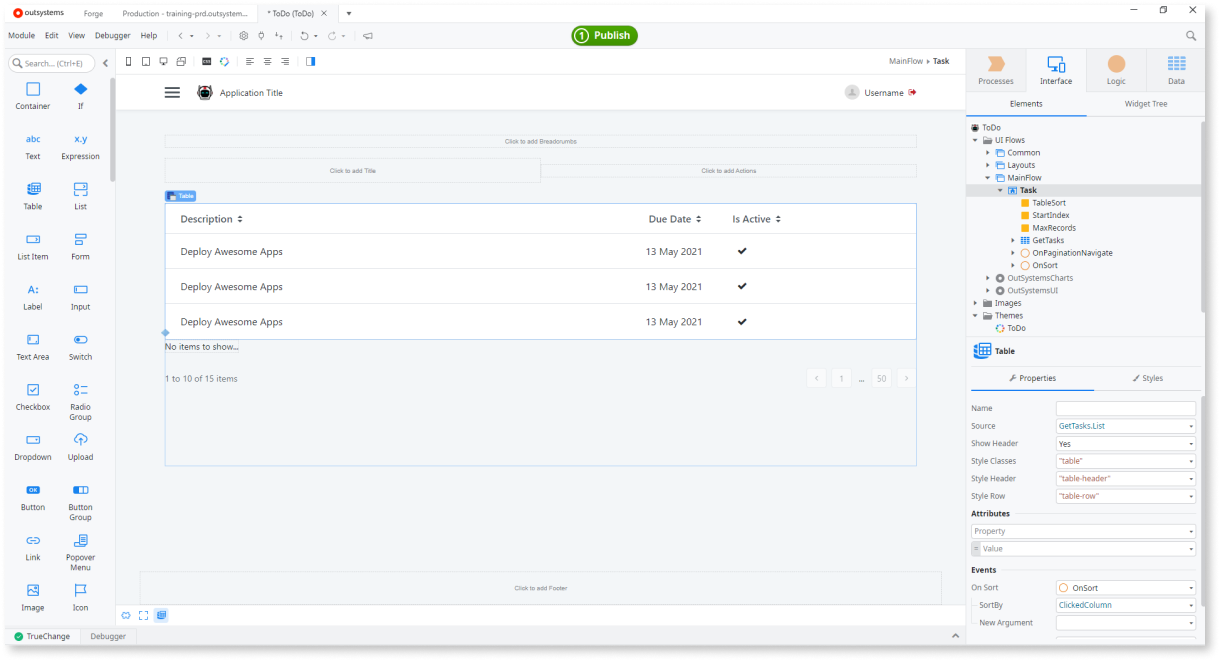 outsystems Forge Production - training-prd.outsystem... * ToDo (ToDo)
Module Edit View Debugger Help 1 Publish
Search... (Ctrl+E)
MainFlow Task
Container If
abc x.y
Text Expression
Table List
List Item Form
A:
Label Input
Text Area Switch
Checkbox Radio Group
Dropdown Upload
OK
Button Button Group
Link Popover Menu
Image Icon
Application Title Username
Click to add Breadcrumbs
Click to add Title Click to add Actions
Table
Description Due Date Is Active
Deploy Awesome Apps 13 May 2021
Deploy Awesome Apps 13 May 2021
Deploy Awesome Apps 13 May 2021
No items to show...
1 to 10 of 15 items 1 ... 50
Click to add Footer
TrueChange Debugger
Processes Interface Logic Data
Elements Widget Tree
ToDo
UI Flows
Common
Layouts
MainFlow
Task
TableSort
StartIndex
MaxRecords
GetTasks
OnPaginationNavigate
OnSort
OutSystemsCharts
OutSystemsUI
Images
Themes
ToDo
Table
Properties Styles
Name
Source GetTasks.List
Show Header Yes
Style Classes "table"
Style Header "table-header"
Style Row "table-row"
Attributes
Property
= Value
Events
On Sort OnSort
SortBy ClickedColumn
New Argument